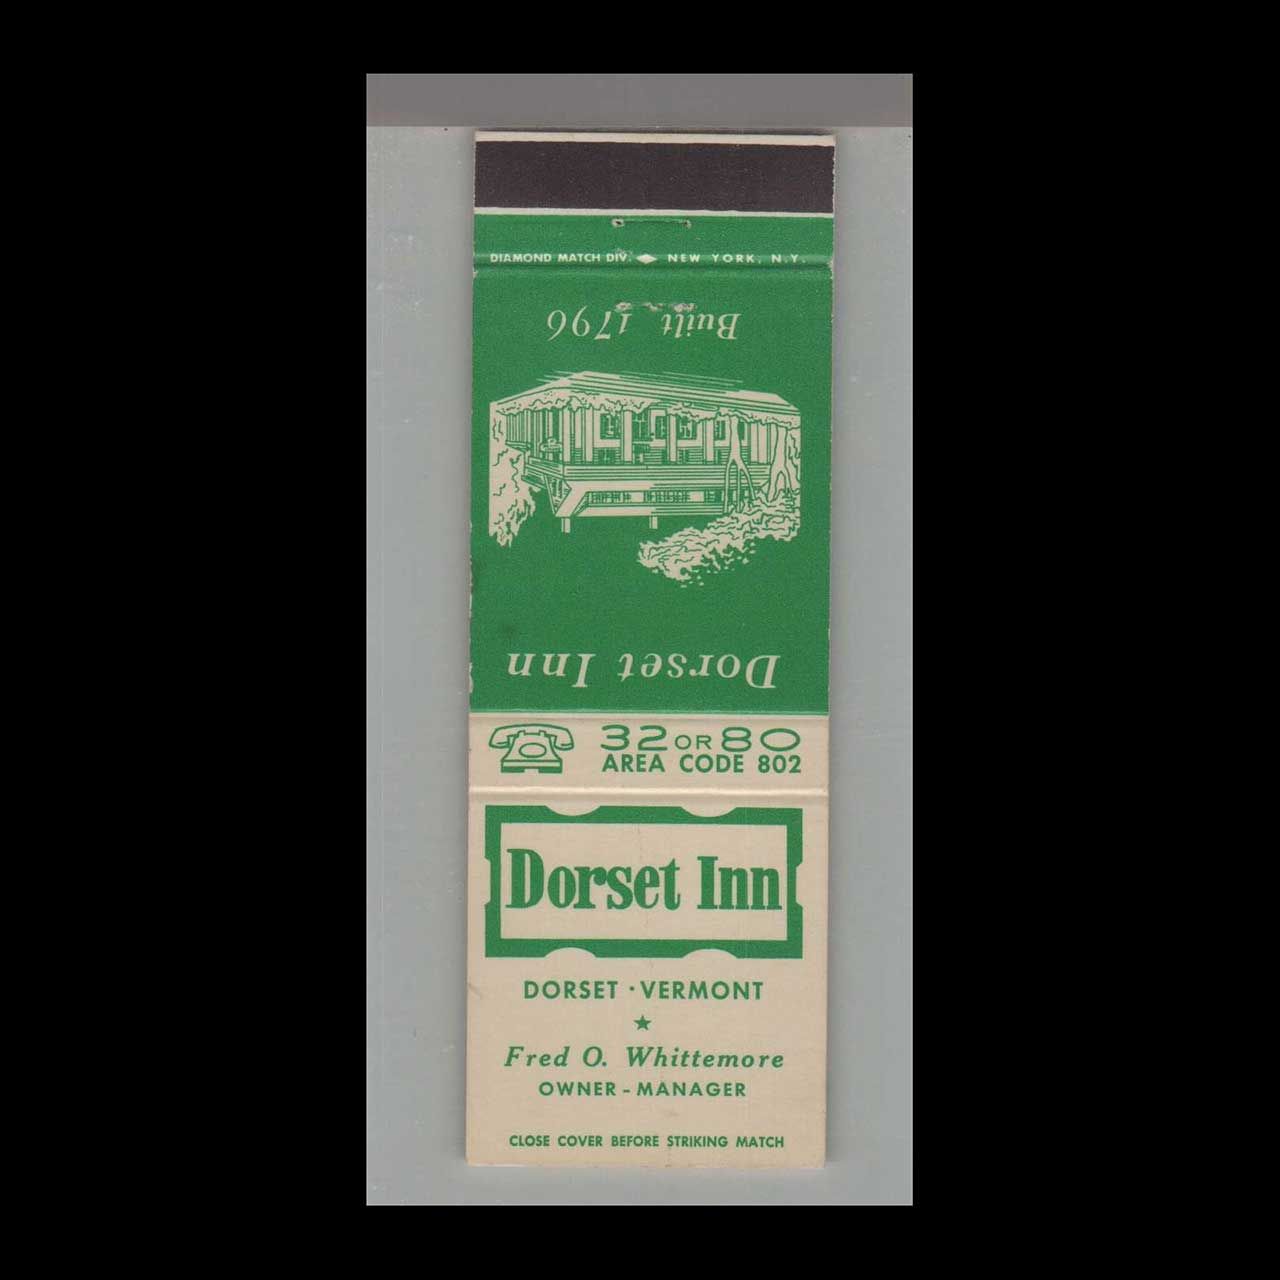 DIAMOND MATCH DIV. NEW YORK, N.Y.
Built 1796
Dorset Inn
32 OR 80
AREA CODE 802
Dorset Inn
DORSET · VERMONT
Fred O. Whittemore
OWNER - MANAGER
CLOSE COVER BEFORE STRIKING MATCH